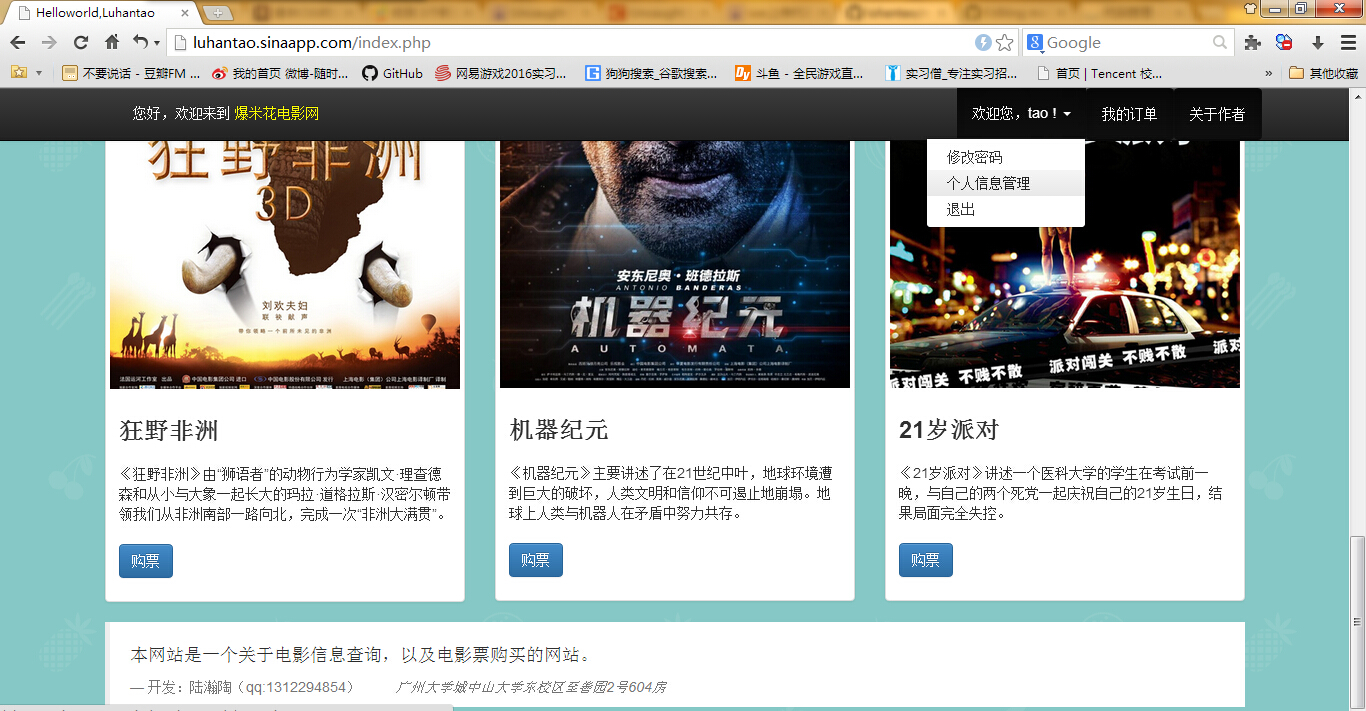 Helloworld,Luhantao
luhantao.sinaapp.com/index.php
Google
不要说话 - 豆瓣FM ...
我的首页 微博-随时...
GitHub
网易游戏2016实习...
狗狗搜索_谷歌搜索...
斗鱼 - 全民游戏直...
实习僧_专注实习招...
首页 | Tencent 校...
»
其他收藏
您好，欢迎来到 爆米花电影网
欢迎您，tao !
我的订单
关于作者
修改密码
个人信息管理
退出
狂野非洲
3D
刘欢夫妇
联袂献声
安东尼奥·班德拉斯
ANTONIO BANDERAS
机器纪元
AUTOMATA
派对闯关 不贱不散 派对
派对闯关 不贱不散
狂野非洲
《狂野非洲》由“狮语者”的动物行为学家凯文·理查德
森和从小与大象一起长大的玛拉·道格拉斯·汉密尔顿带
领我们从非洲南部一路向北，完成一次“非洲大满贯”。
购票
机器纪元
《机器纪元》主要讲述了在21世纪中叶，地球环境遭
到巨大的破坏，人类文明和信仰不可遏止地崩塌。地
球上人类与机器人在矛盾中努力共存。
购票
21岁派对
《21岁派对》讲述一个医科大学的学生在考试前一
晚，与自己的两个死党一起庆祝自己的21岁生日，结
果局面完全失控。
购票
本网站是一个关于电影信息查询，以及电影票购买的网站。
— 开发：陆瀚陶（qq:1312294854） 广州大学城中山大学东校区至善园2号604房